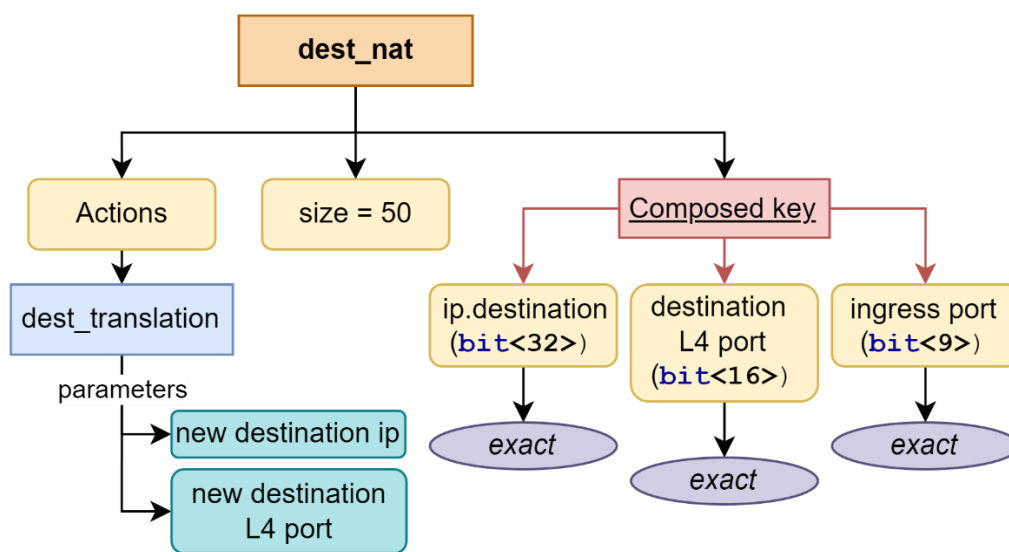 dest_nat
Actions
size = 50
Composed key
dest_translation
parameters
new destination ip
new destination
L4 port
ip.destination
(bit<32>)
destination
L4 port
(bit<16>)
ingress port
(bit<9>)
exact
exact
exact